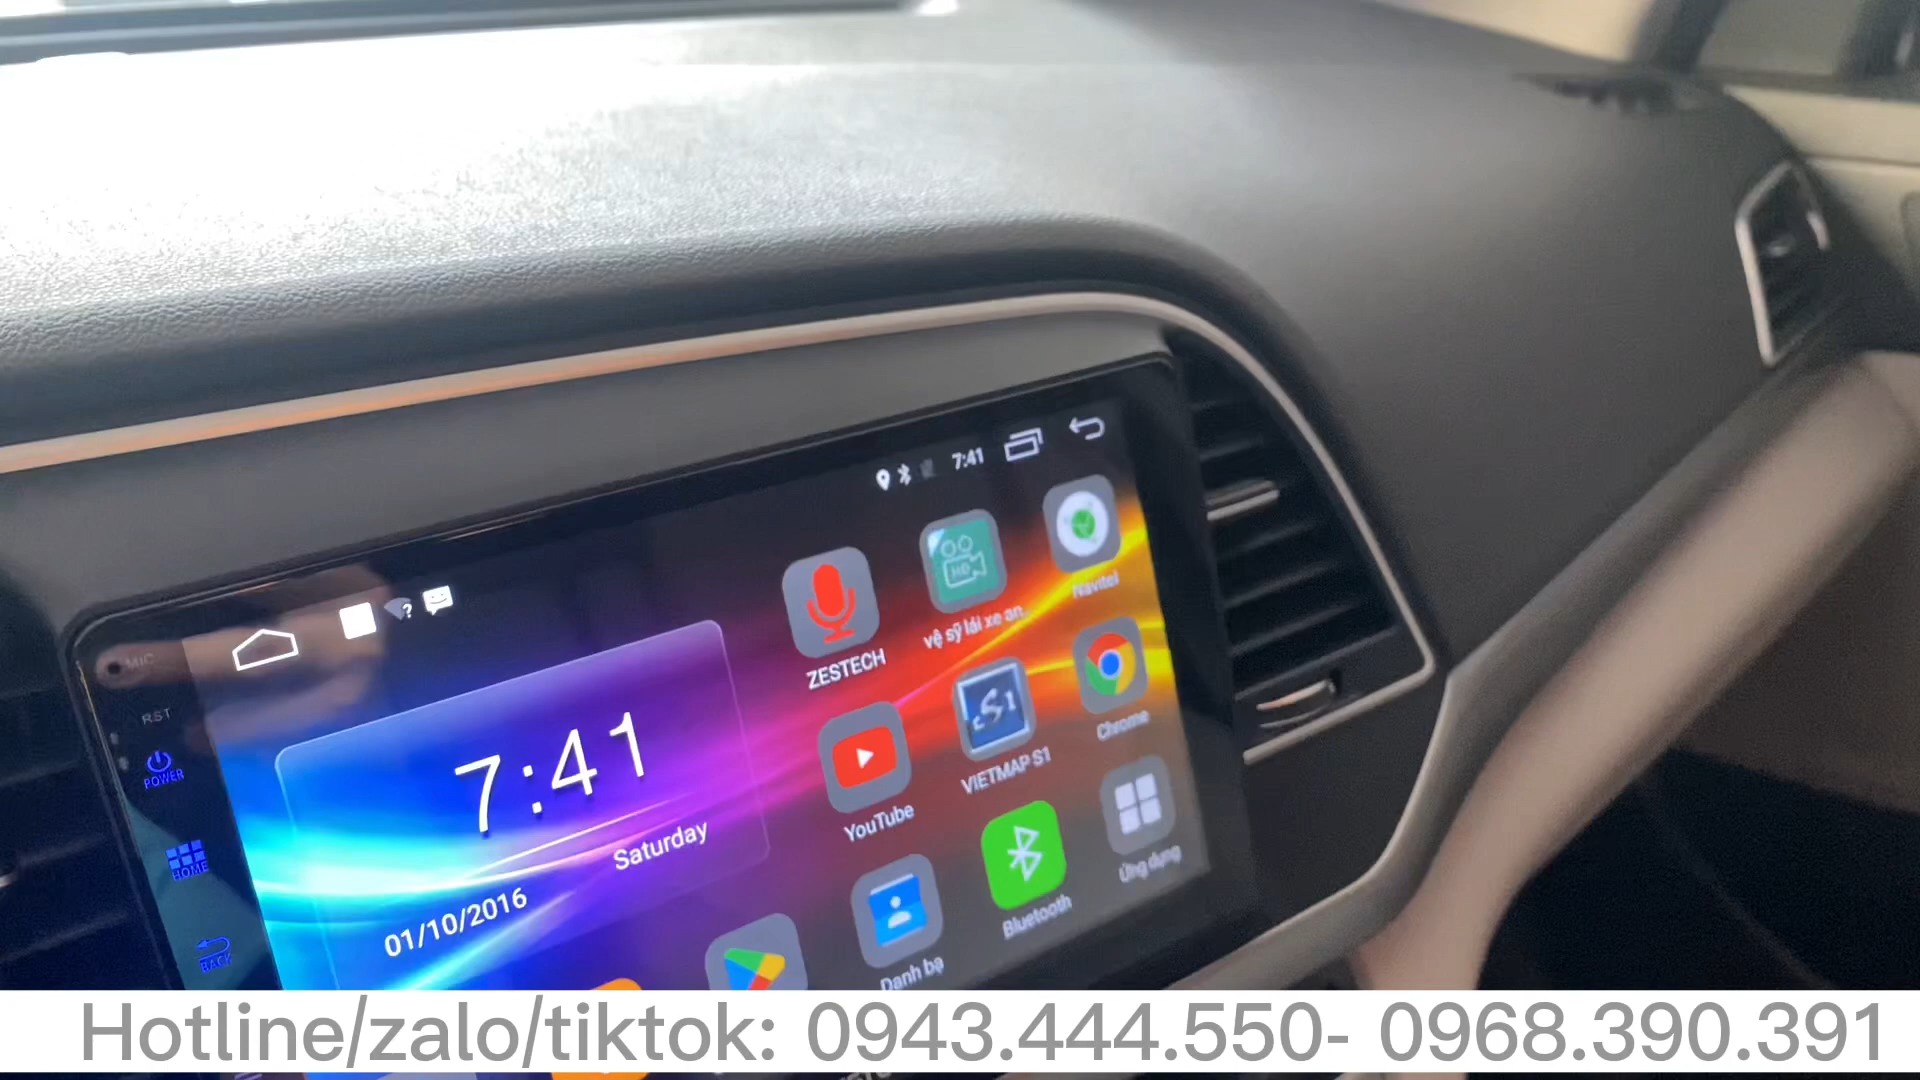 7:41
MIC
RST
POWER
HOME
BACK
7:41
Saturday
01/10/2016
ZESTECH
vệ sỹ lái xe an...
HD
Navitel
YouTube
VIETMAP S1
S1
Chrome
Danh bạ
Bluetooth
Ứng dụng
Hotline/zalo/tiktok: 0943.444.550- 0968.390.391